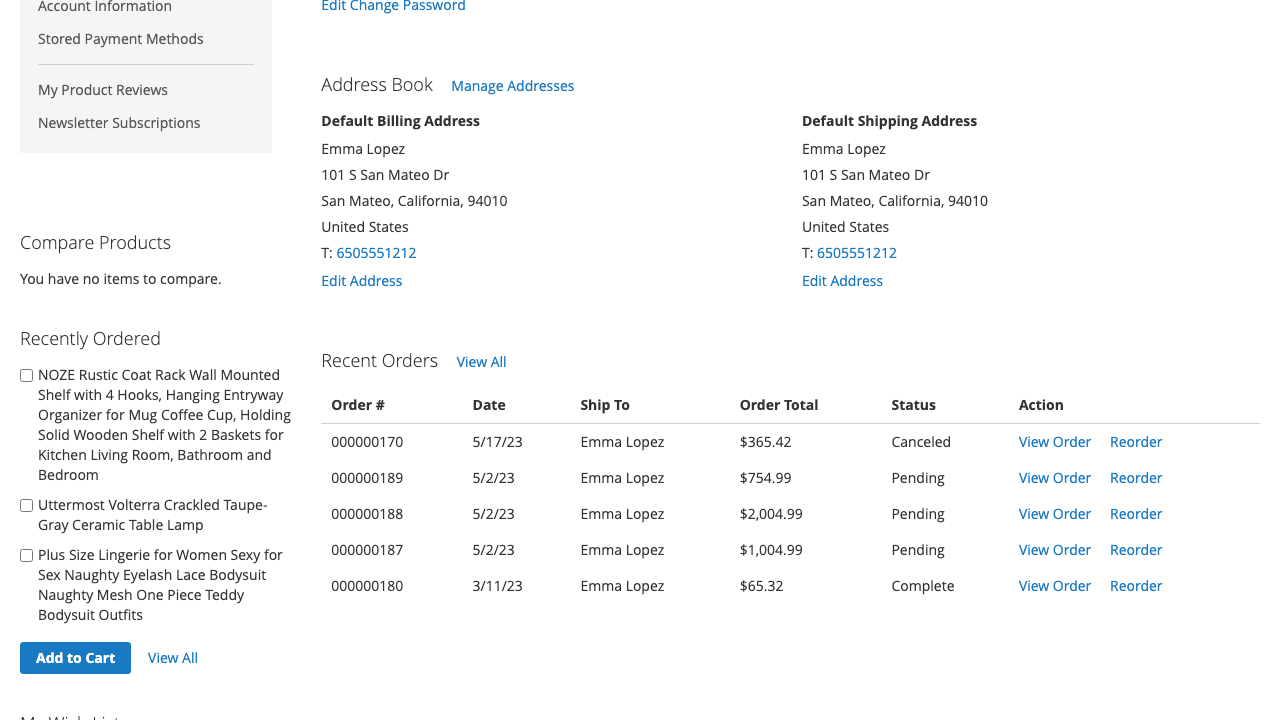 Account Information
Stored Payment Methods
My Product Reviews
Newsletter Subscriptions
Compare Products
You have no items to compare.
Recently Ordered
NOZE Rustic Coat Rack Wall Mounted
Shelf with 4 Hooks, Hanging Entryway
Organizer for Mug Coffee Cup, Holding
Solid Wooden Shelf with 2 Baskets for
Kitchen Living Room, Bathroom and
Bedroom
Uttermost Volterra Crackled Taupe-
Gray Ceramic Table Lamp
Plus Size Lingerie for Women Sexy for
Sex Naughty Eyelash Lace Bodysuit
Naughty Mesh One Piece Teddy
Bodysuit Outfits
Add to Cart View All
My Wish List
Edit Change Password
Address Book Manage Addresses
Default Billing Address
Emma Lopez
101 S San Mateo Dr
San Mateo, California, 94010
United States
T: 6505551212
Edit Address
Default Shipping Address
Emma Lopez
101 S San Mateo Dr
San Mateo, California, 94010
United States
T: 6505551212
Edit Address
Recent Orders View All
Order # Date Ship To Order Total Status Action
000000170 5/17/23 Emma Lopez $365.42 Canceled View Order Reorder
000000189 5/2/23 Emma Lopez $754.99 Pending View Order Reorder
000000188 5/2/23 Emma Lopez $2,004.99 Pending View Order Reorder
000000187 5/2/23 Emma Lopez $1,004.99 Pending View Order Reorder
000000180 3/11/23 Emma Lopez $65.32 Complete View Order Reorder